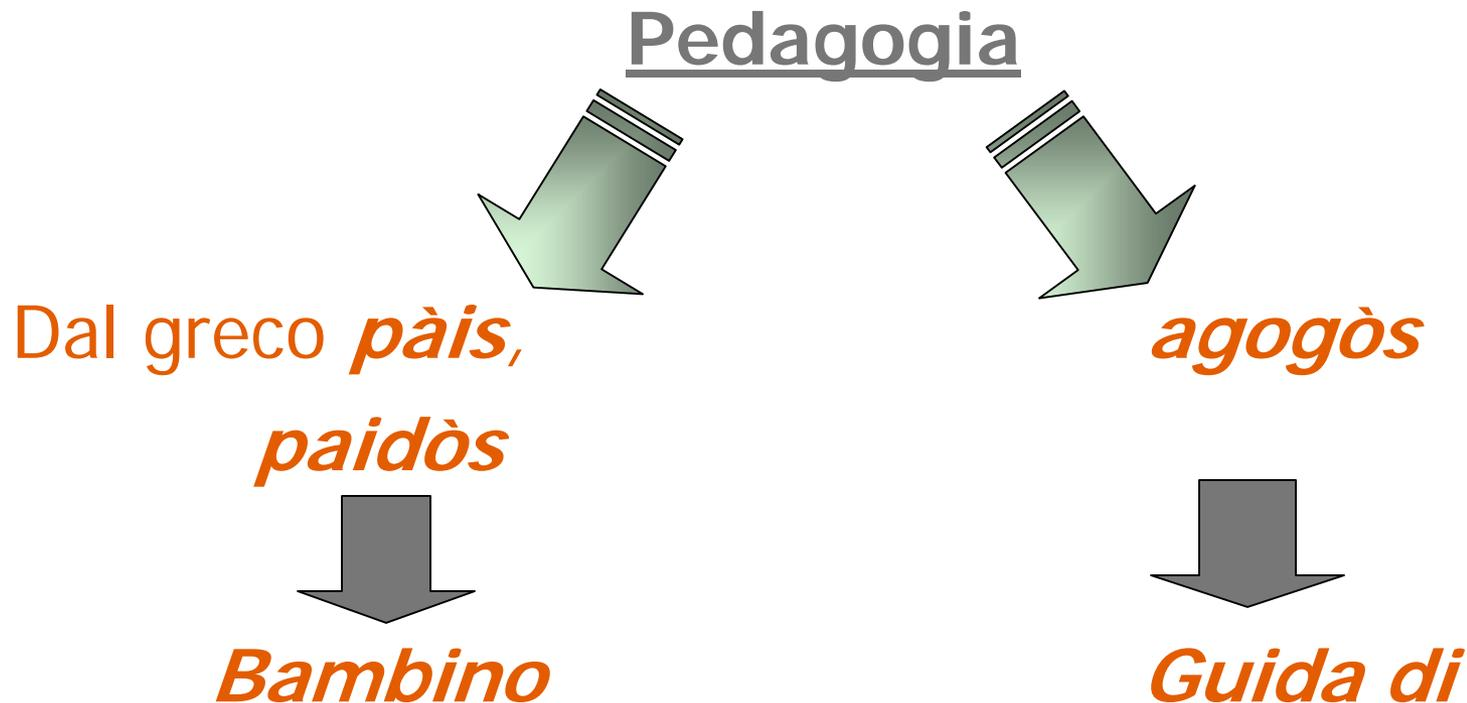 Pedagogia
Dal greco pàis,
agogòs
paidòs
Bambino
Guida di